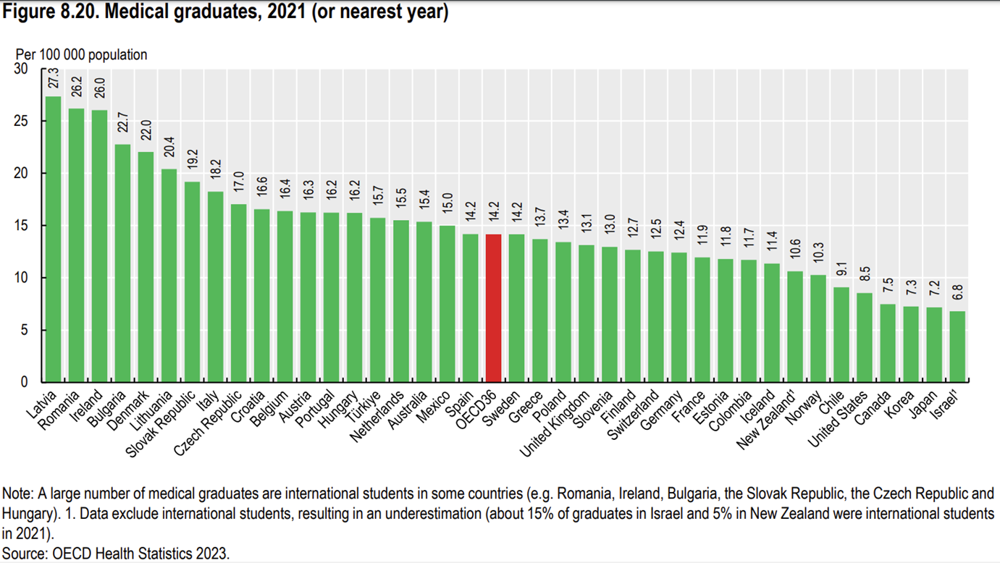 Figure 8.20. Medical graduates, 2021 (or nearest year)
Per 100 000 population
30
25
20
15
10
5
0
27.3
26.2
26.0
22.7
22.0
20.4
19.2
18.2
17.0
16.6
16.4
16.3
16.2
16.2
15.7
15.5
15.4
15.0
14.2
14.2
14.2
13.7
13.4
13.1
13.0
12.7
12.5
12.4
11.9
11.8
11.7
11.4
10.6
10.3
9.1
8.5
7.5
7.3
7.2
6.8
Latvia
Romania
Ireland
Bulgaria
Denmark
Lithuania
Slovak Republic
Italy
Czech Republic
Croatia
Belgium
Austria
Portugal
Hungary
Türkiye
Netherlands
Australia
Mexico
Spain
OECD36
Sweden
Greece
Poland
United Kingdom
Slovenia
Finland
Switzerland
Germany
France
Estonia
Colombia
Iceland
New Zealand¹
Norway
Chile
United States
Canada
Korea
Japan
Israel¹
Note: A large number of medical graduates are international students in some countries (e.g. Romania, Ireland, Bulgaria, the Slovak Republic, the Czech Republic and
Hungary). 1. Data exclude international students, resulting in an underestimation (about 15% of graduates in Israel and 5% in New Zealand were international students
in 2021).
Source: OECD Health Statistics 2023.